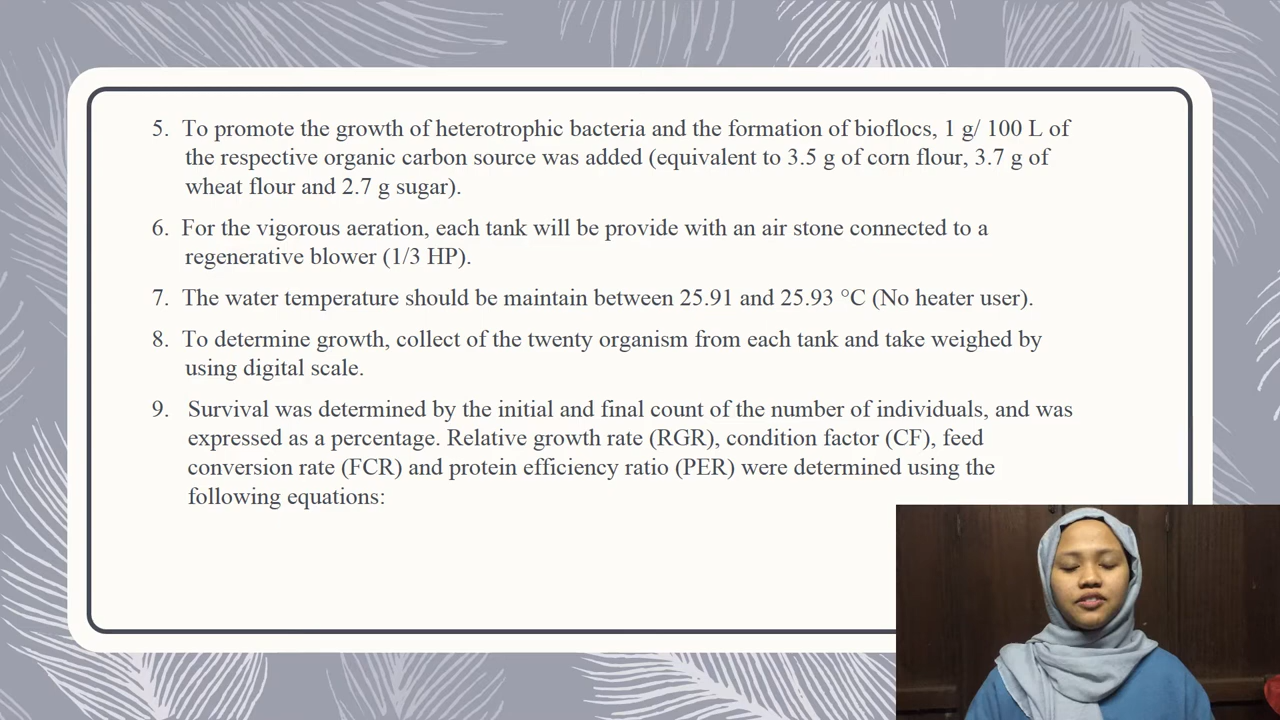 5. To promote the growth of heterotrophic bacteria and the formation of bioflocs, 1 g/ 100 L of
the respective organic carbon source was added (equivalent to 3.5 g of corn flour, 3.7 g of
wheat flour and 2.7 g sugar).
6. For the vigorous aeration, each tank will be provide with an air stone connected to a
regenerative blower (1/3 HP).
7. The water temperature should be maintain between 25.91 and 25.93 °C (No heater user).
8. To determine growth, collect of the twenty organism from each tank and take weighed by
using digital scale.
9. Survival was determined by the initial and final count of the number of individuals, and was
expressed as a percentage. Relative growth rate (RGR), condition factor (CF), feed
conversion rate (FCR) and protein efficiency ratio (PER) were determined using the
following equations: